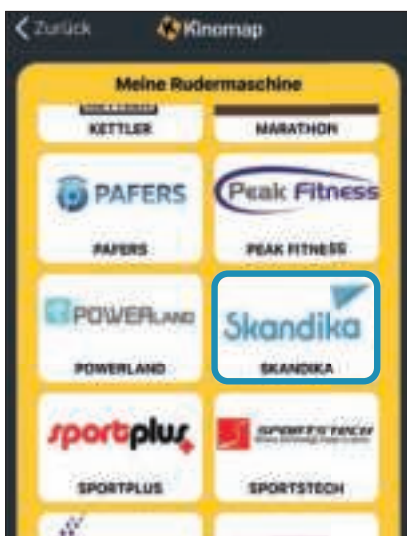 Zurück Kinomap
Meine Rudermaschine
KETTLER MARATHON
PAFERS Peak Fitness
PAFERS PEAK FITNESS
POWERLAND Skandika
POWERLAND SKANDIKA
sportplus SPORTSTECH
SPORTPLUS SPORTSTECH